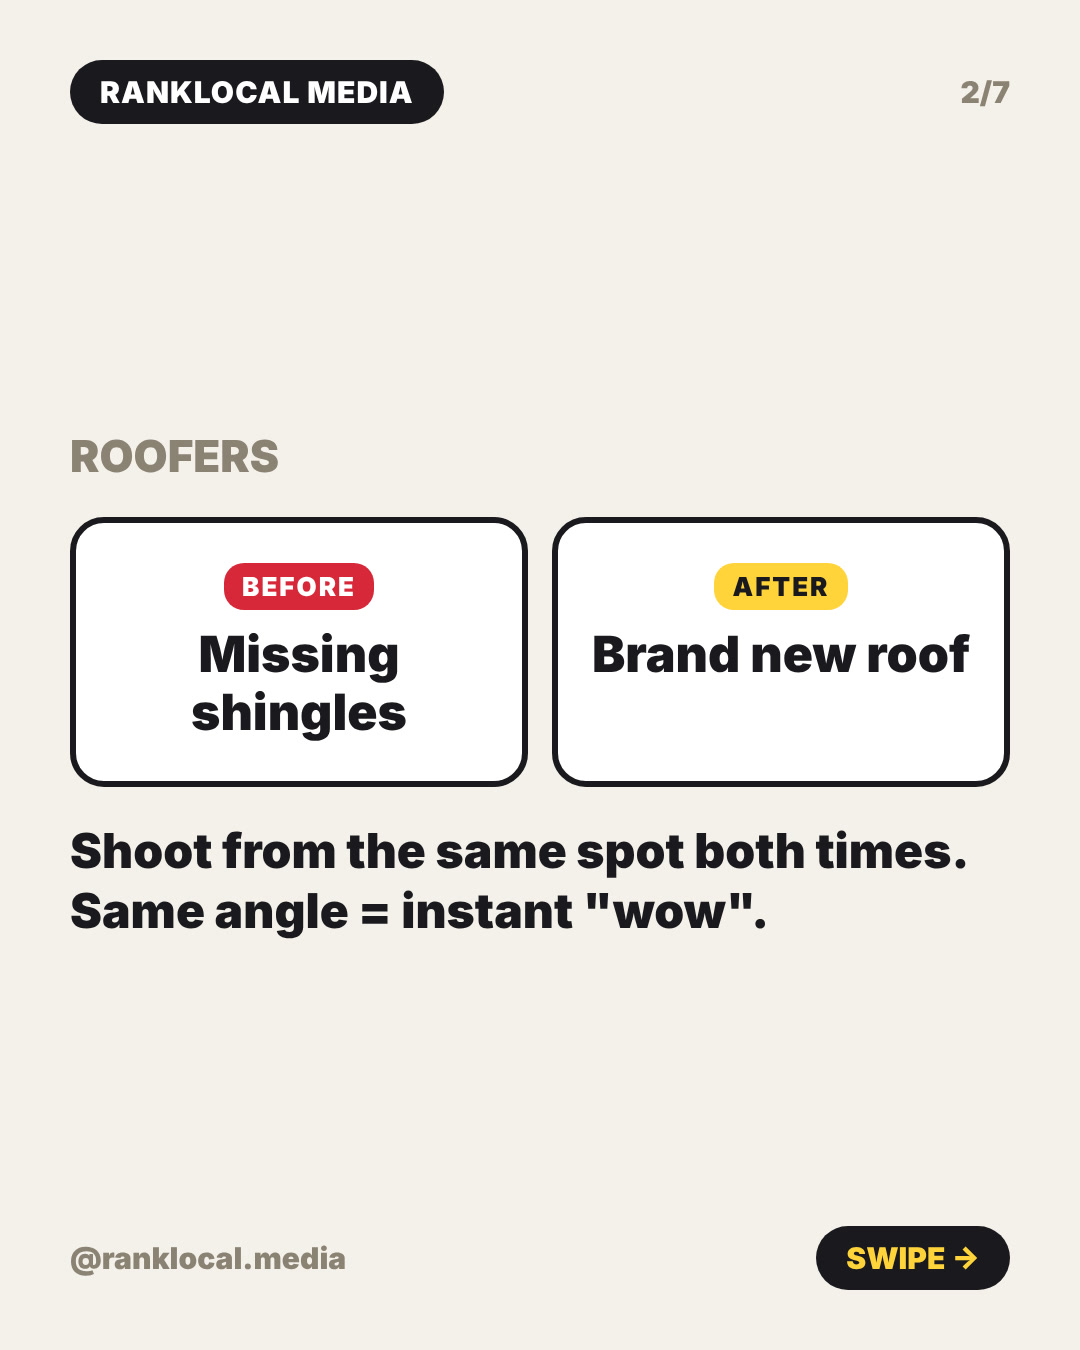 RANKLOCAL MEDIA
2/7
ROOFERS
BEFORE
Missing
shingles
AFTER
Brand new roof
Shoot from the same spot both times.
Same angle = instant "wow".
@ranklocal.media
SWIPE →